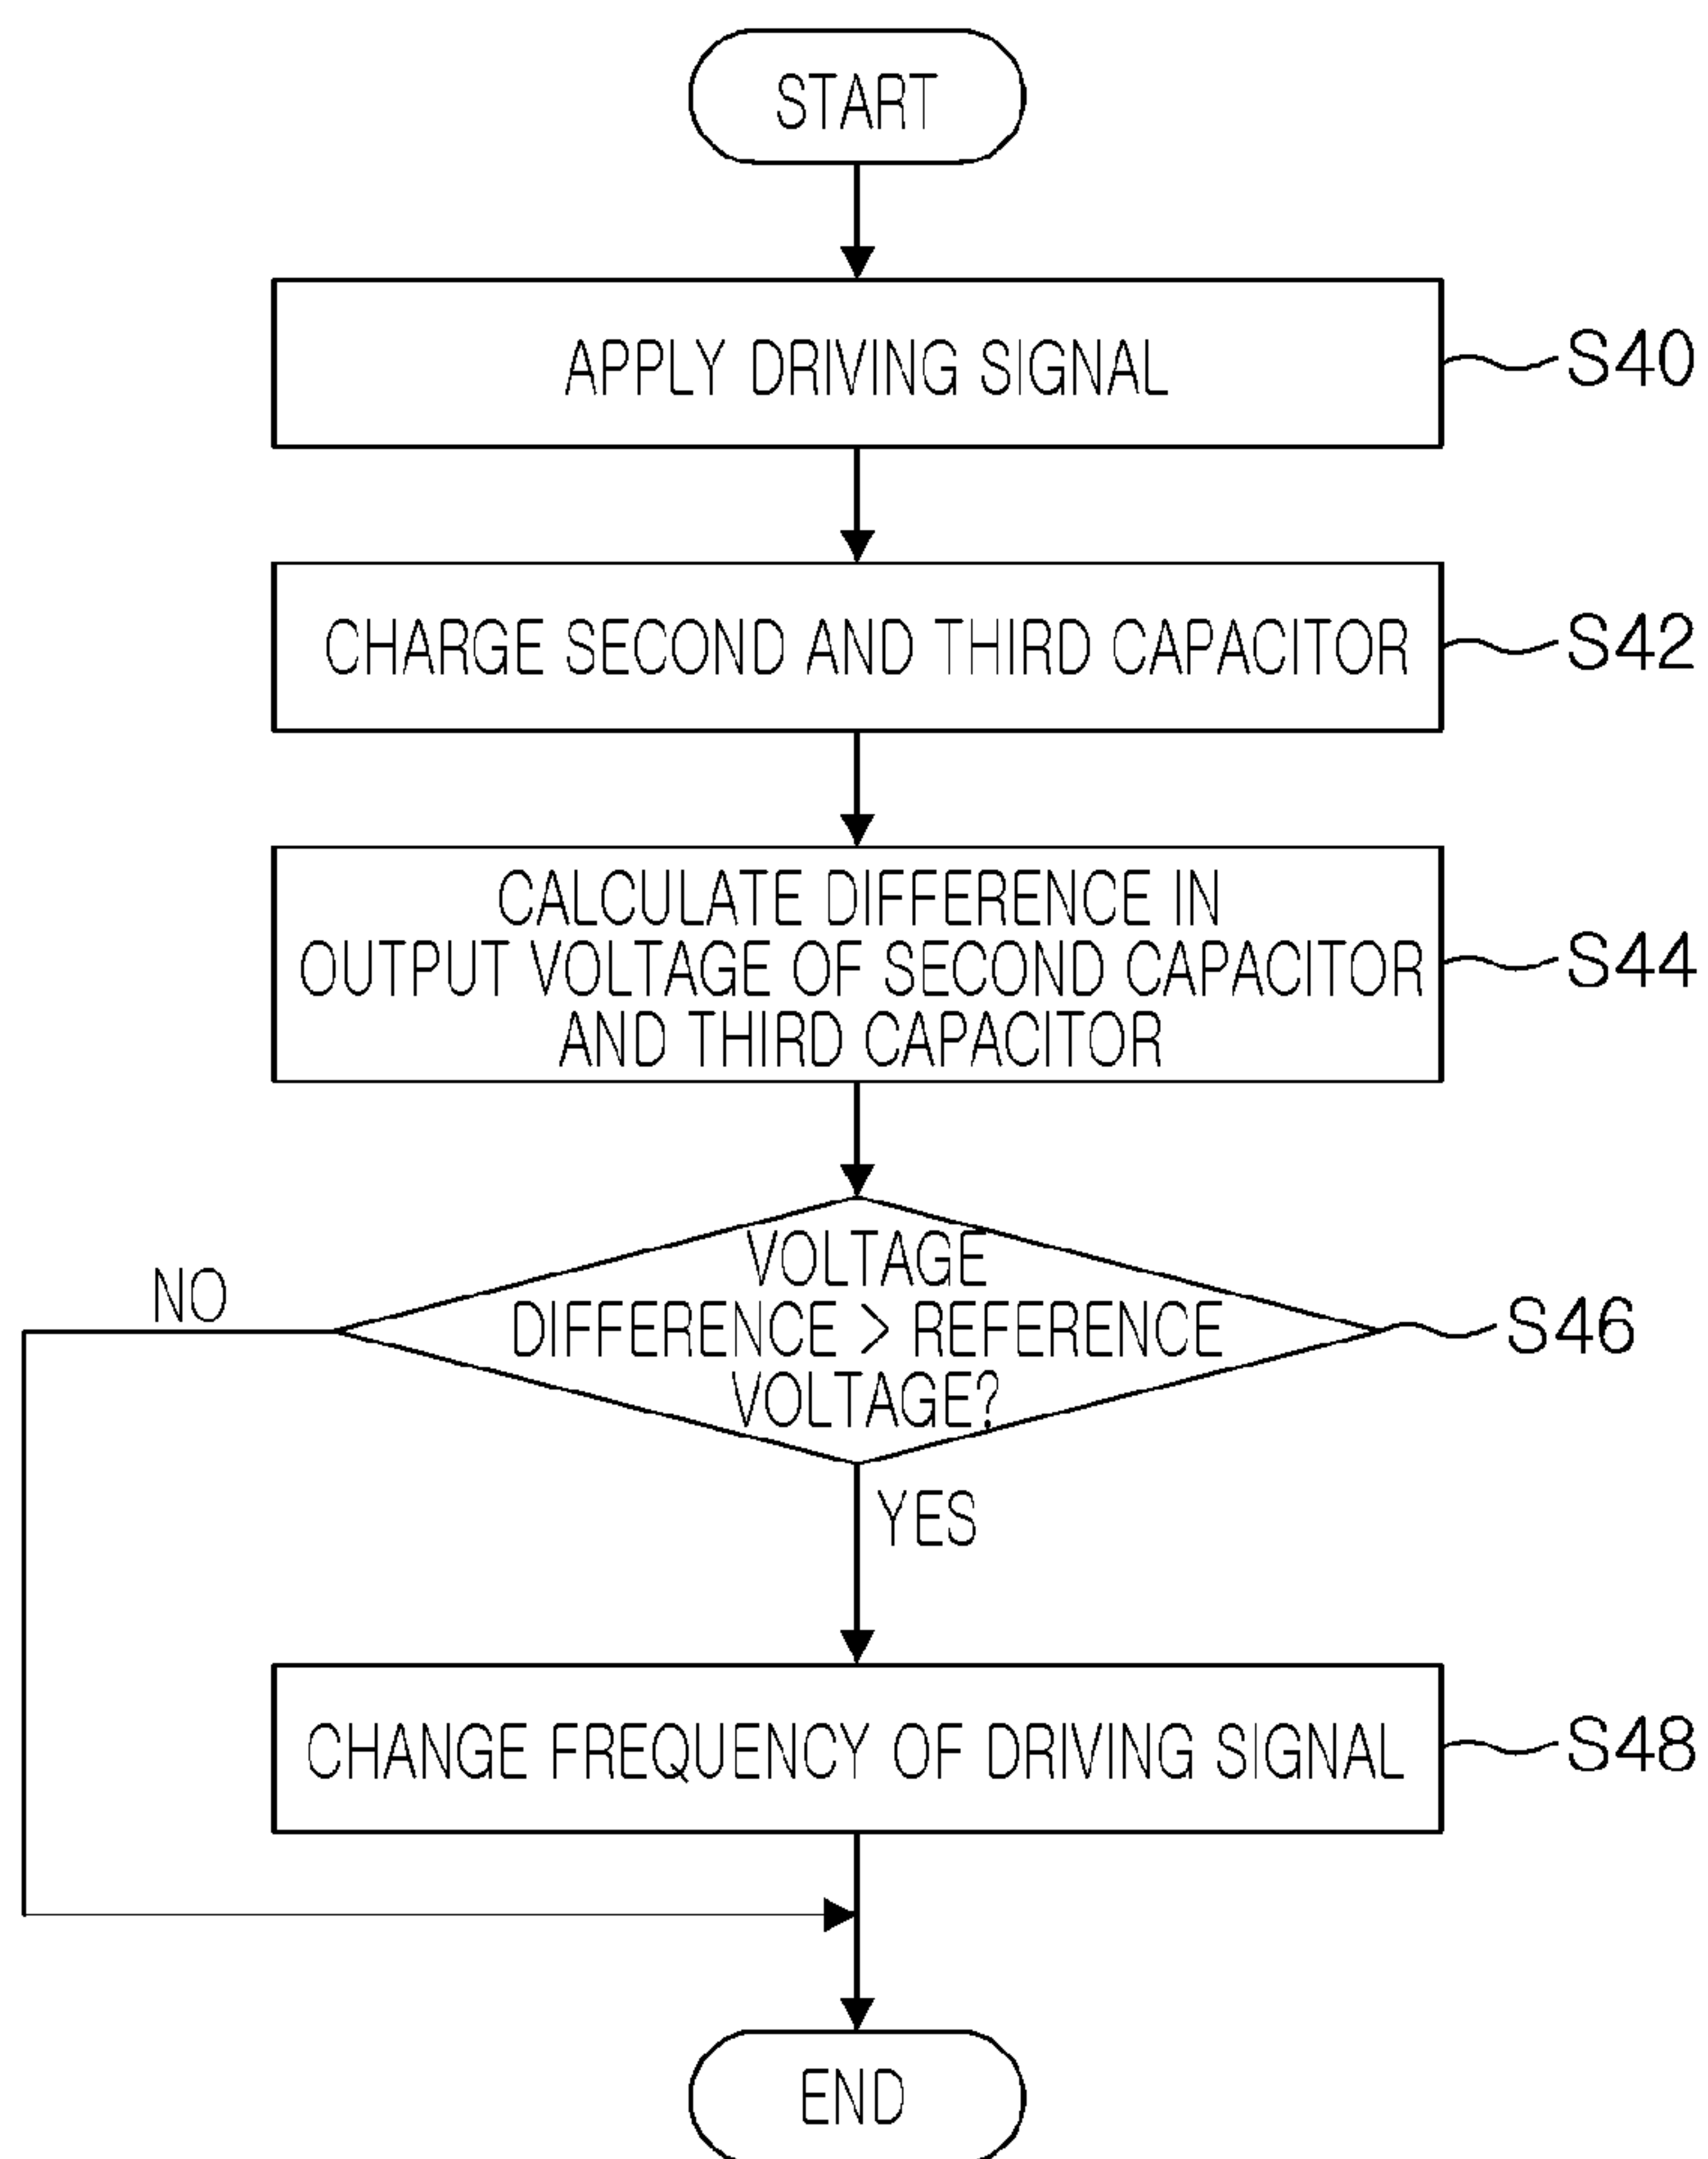 START
APPLY DRIVING SIGNAL
S40
CHARGE SECOND AND THIRD CAPACITOR
S42
CALCULATE DIFFERENCE IN
OUTPUT VOLTAGE OF SECOND CAPACITOR
AND THIRD CAPACITOR
S44
VOLTAGE
DIFFERENCE > REFERENCE
VOLTAGE?
S46
NO
YES
CHANGE FREQUENCY OF DRIVING SIGNAL
S48
END